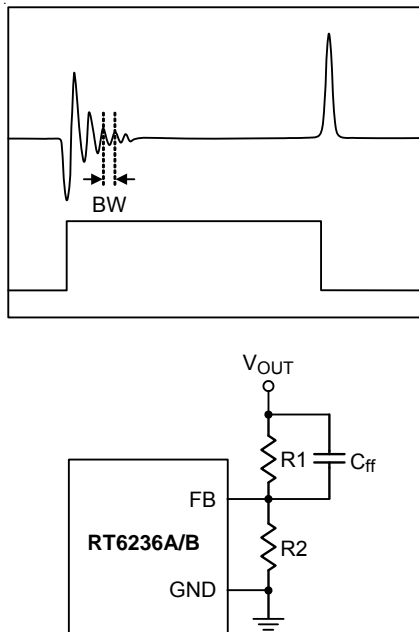 BW
VOUT
R1
Cff
FB
R2
RT6236A/B
GND